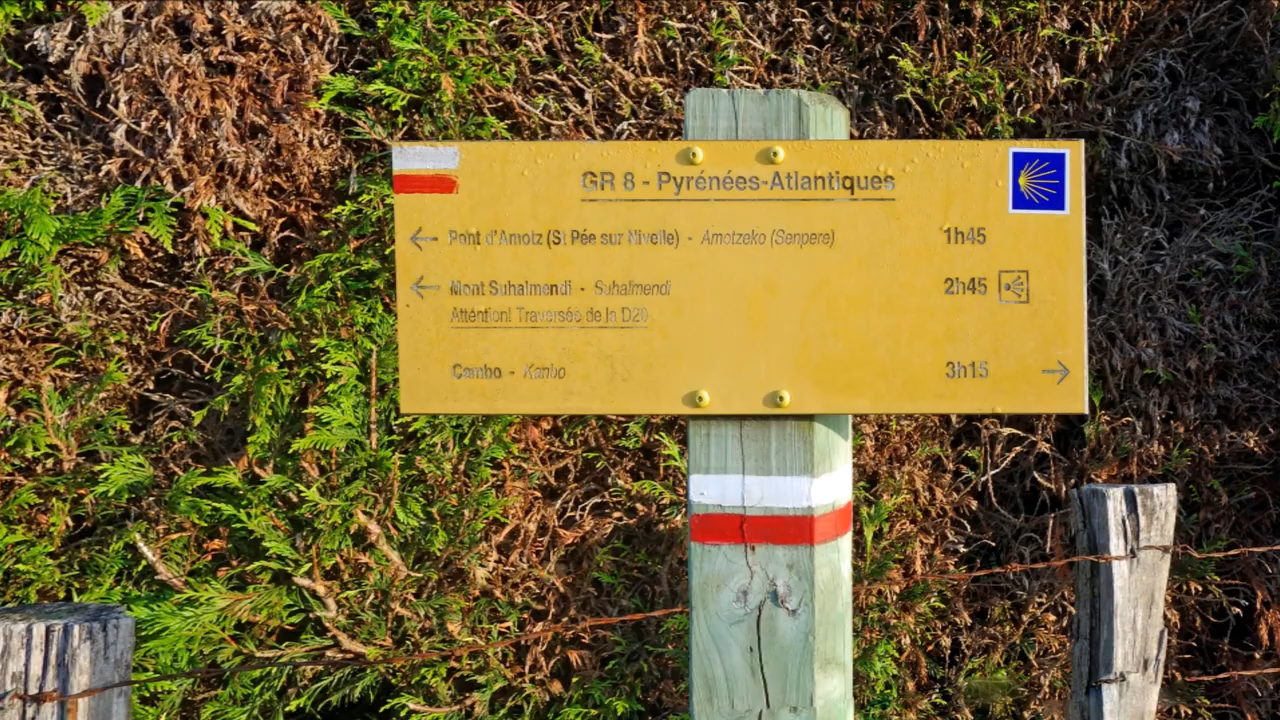 GR 8 - Pyrénées-Atlantiques
← Pont d'Amotz (St Pée sur Nivelle) - Amotzeko (Senpere) 1h45
← Mont Suhalmendi - Suhalmendi 2h45
Attention! Traversée de la D20
Cambo - Kanbo 3h15 →